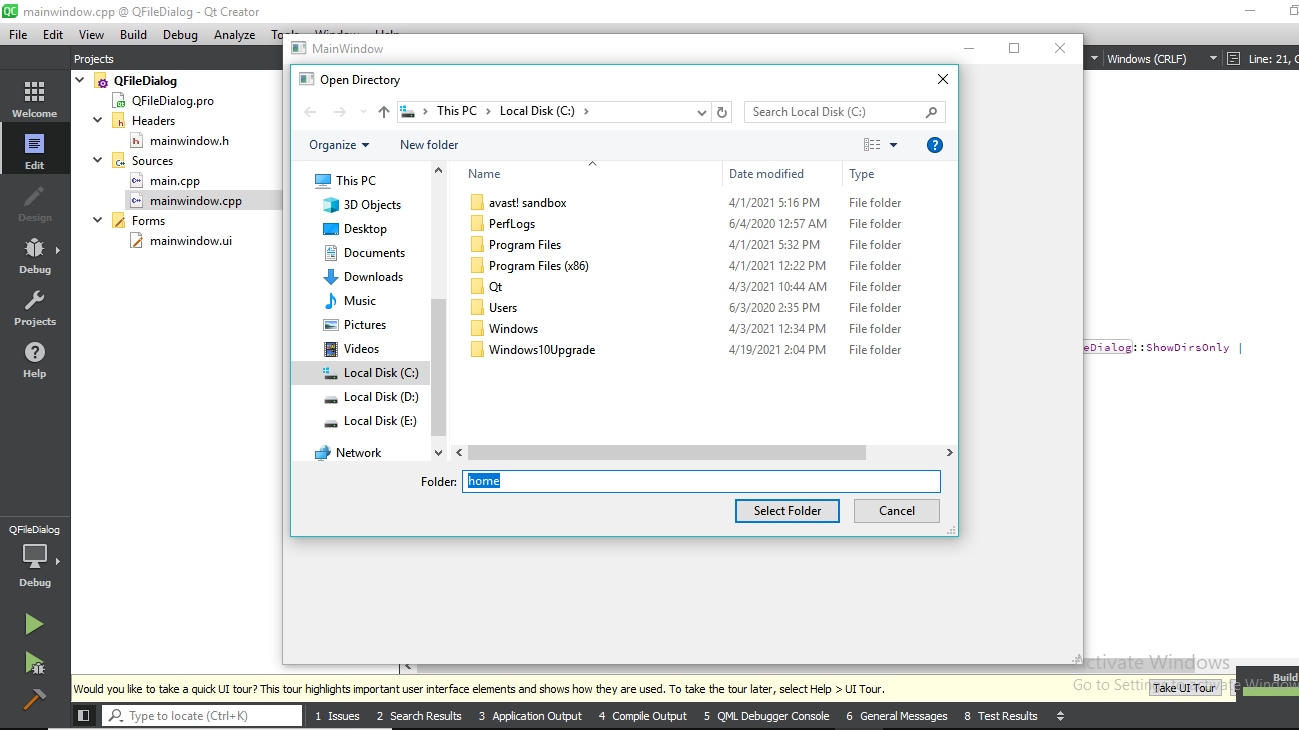 mainwindow.cpp @ QFileDialog - Qt Creator
File Edit View Build Debug Analyze
MainWindow
Projects
Windows (CRLF)
Line: 21,
Welcome
Edit
Design
Debug
Projects
Help
QFileDialog
QFileDialog.pro
Headers
mainwindow.h
Sources
main.cpp
mainwindow.cpp
Forms
mainwindow.ui
Open Directory
This PC Local Disk (C:)
Search Local Disk (C:)
Organize New folder
This PC
3D Objects
Desktop
Documents
Downloads
Music
Pictures
Videos
Local Disk (C:)
Local Disk (D:)
Local Disk (E:)
Network
Name Date modified Type
avast! sandbox 4/1/2021 5:16 PM File folder
PerfLogs 6/4/2020 12:57 AM File folder
Program Files 4/1/2021 5:32 PM File folder
Program Files (x86) 4/1/2021 12:22 PM File folder
Qt 4/3/2021 10:44 AM File folder
Users 6/3/2020 2:35 PM File folder
Windows 4/3/2021 12:34 PM File folder
Windows10Upgrade 4/19/2021 2:04 PM File folder
Folder: home
Select Folder Cancel
eDialog::ShowDirsOnly |
QFileDialog
Debug
Activate Windows
Would you like to take a quick UI tour? This tour highlights important user interface elements and shows how they are used. To take the tour later, select Help > UI Tour.
Take UI Tour
Build
Type to locate (Ctrl+K)
1 Issues 2 Search Results 3 Application Output 4 Compile Output 5 QML Debugger Console 6 General Messages 8 Test Results